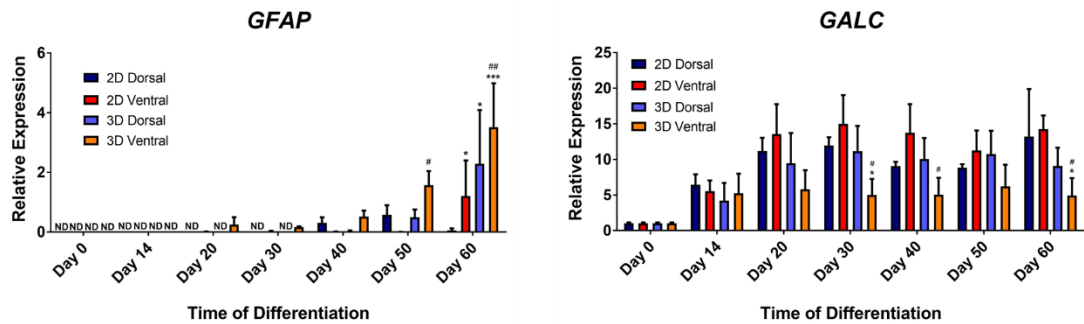 GFAP
Relative Expression
6
4
2
0
2D Dorsal
2D Ventral
3D Dorsal
3D Ventral
ND ND ND ND ND ND ND ND ND ND ND ND
#
*
*
##
***
Day 0
Day 14
Day 20
Day 30
Day 40
Day 50
Day 60
Time of Differentiation
GALC
Relative Expression
25
20
15
10
5
0
2D Dorsal
2D Ventral
3D Dorsal
3D Ventral
#
*
#
#
*
Day 0
Day 14
Day 20
Day 30
Day 40
Day 50
Day 60
Time of Differentiation